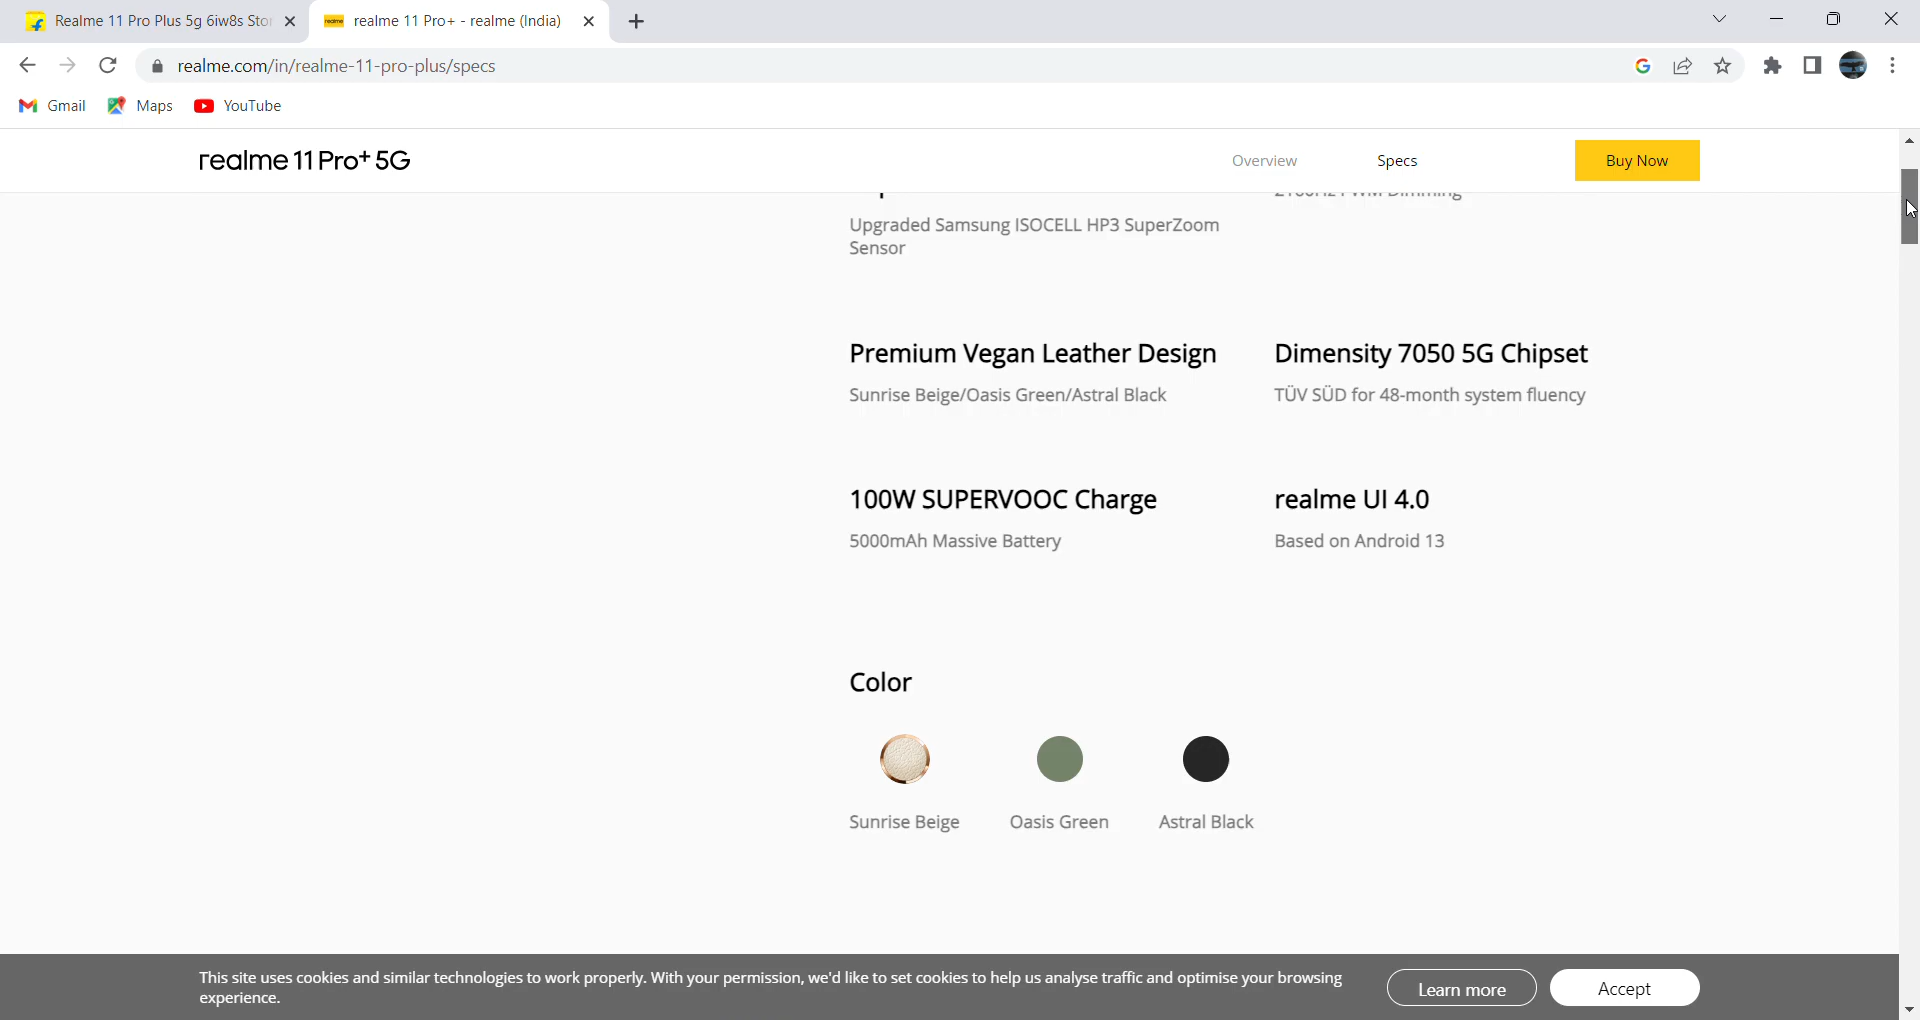 Realme 11 Pro Plus 5g 6iw8s Stor
realme 11 Pro+ - realme (India)
realme.com/in/realme-11-pro-plus/specs
Gmail
Maps
YouTube
realme 11 Pro+ 5G
Overview
Specs
Buy Now
Upgraded Samsung ISOCELL HP3 SuperZoom
Sensor
Premium Vegan Leather Design
Dimensity 7050 5G Chipset
Sunrise Beige/Oasis Green/Astral Black
TÜV SÜD for 48-month system fluency
100W SUPERVOOC Charge
realme UI 4.0
5000mAh Massive Battery
Based on Android 13
Color
Sunrise Beige
Oasis Green
Astral Black
This site uses cookies and similar technologies to work properly. With your permission, we'd like to set cookies to help us analyse traffic and optimise your browsing
experience.
Learn more
Accept